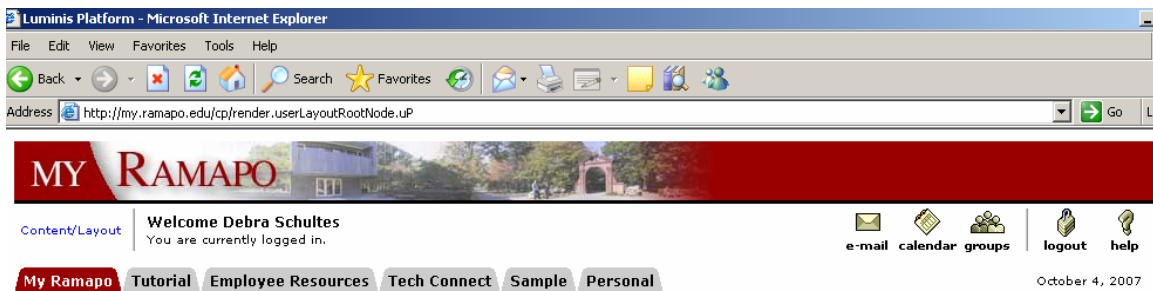 Luminis Platform - Microsoft Internet Explorer
File Edit View Favorites Tools Help
Back Search Favorites
Address http://my.ramapo.edu/cp/render.userLayoutRootNode.uP Go L
MY RAMAPO
Content/Layout
Welcome Debra Schultes
You are currently logged in.
e-mail calendar groups logout help
My Ramapo Tutorial Employee Resources Tech Connect Sample Personal October 4, 2007